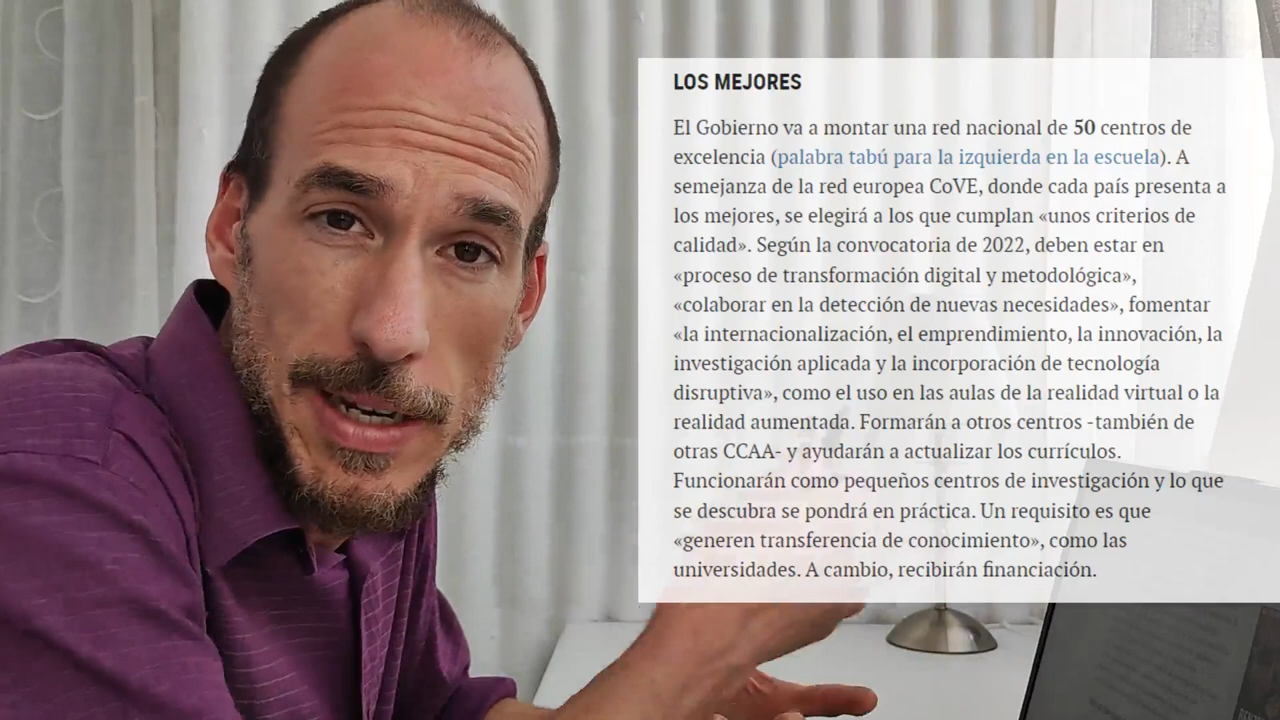 LOS MEJORES
El Gobierno va a montar una red nacional de 50 centros de
excelencia (palabra tabú para la izquierda en la escuela). A
semejanza de la red europea CoVE, donde cada país presenta a
los mejores, se elegirá a los que cumplan «unos criterios de
calidad». Según la convocatoria de 2022, deben estar en
«proceso de transformación digital y metodológica»,
«colaborar en la detección de nuevas necesidades», fomentar
«la internacionalización, el emprendimiento, la innovación, la
investigación aplicada y la incorporación de tecnología
disruptiva», como el uso en las aulas de la realidad virtual o la
realidad aumentada. Formarán a otros centros -también de
otras CCAA- y ayudarán a actualizar los currículos.
Funcionarán como pequeños centros de investigación y lo que
se descubra se pondrá en práctica. Un requisito es que
«generen transferencia de conocimiento», como las
universidades. A cambio, recibirán financiación.